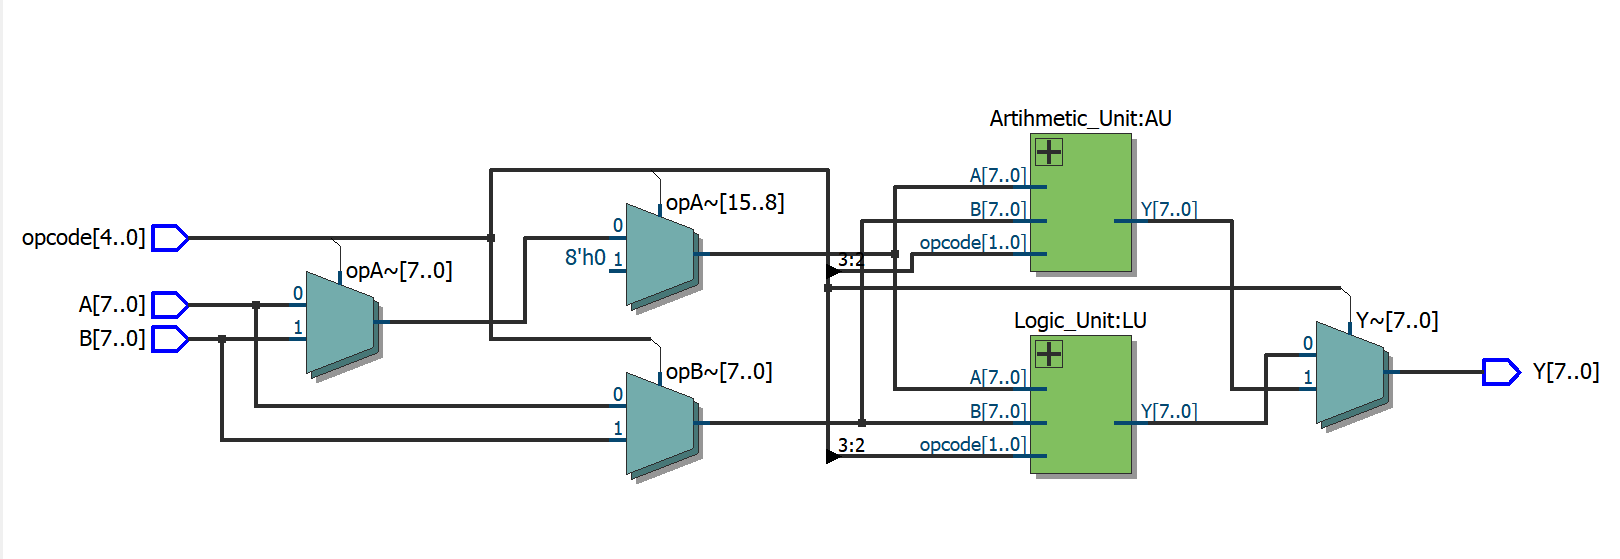 Artihmetic_Unit:AU
A[7..0]
opA~[15..8]
B[7..0]
Y[7..0]
0
opcode[4..0]
opcode[1..0]
8'h0
1
3:2
opA~[7..0]
0
A[7..0]
1
B[7..0]
Logic_Unit:LU
Y~[7..0]
0
opB~[7..0]
A[7..0]
1
Y[7..0]
0
B[7..0]
Y[7..0]
1
3:2
opcode[1..0]